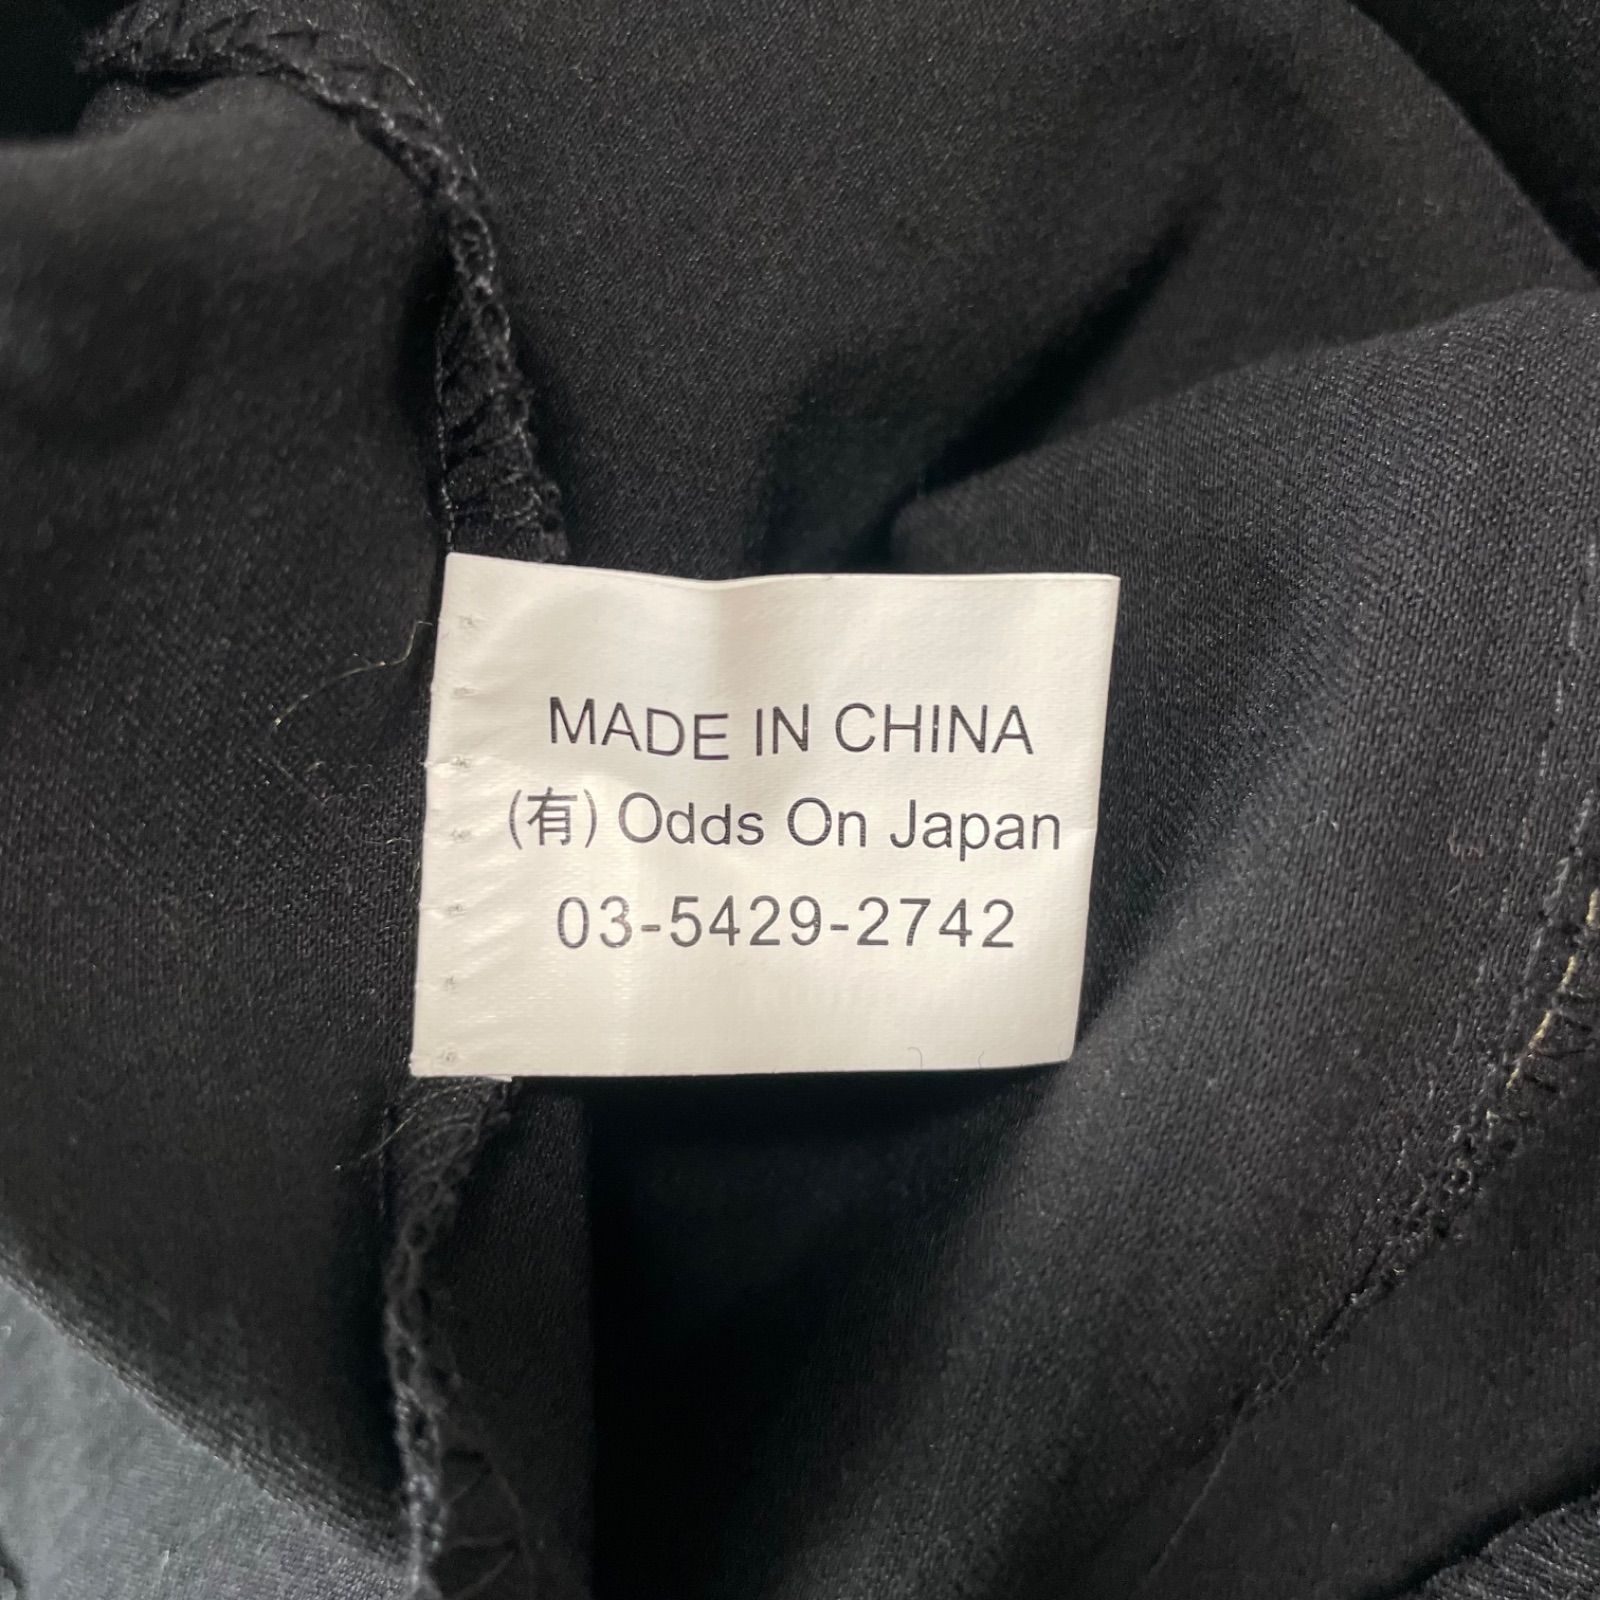 MADE IN CHINA
(有) Odds On Japan
03-5429-2742